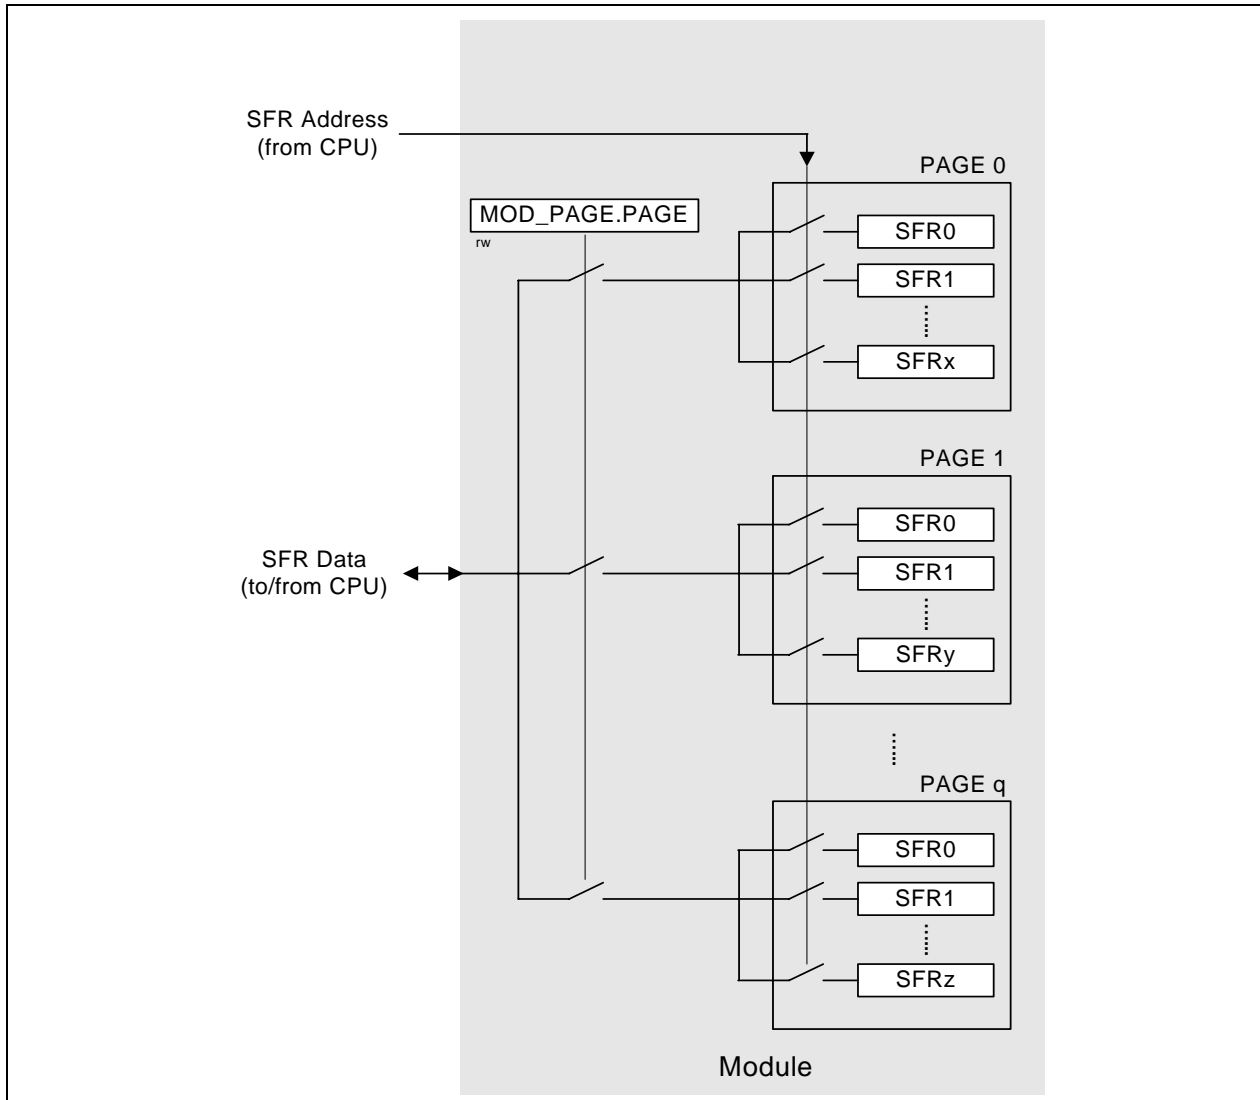 SFR Address
(from CPU)
PAGE 0
MOD_PAGE.PAGE
rw
SFR0
SFR1
SFRx
PAGE 1
SFR0
SFR Data
(to/from CPU)
SFR1
SFRy
PAGE q
SFR0
SFR1
SFRz
Module